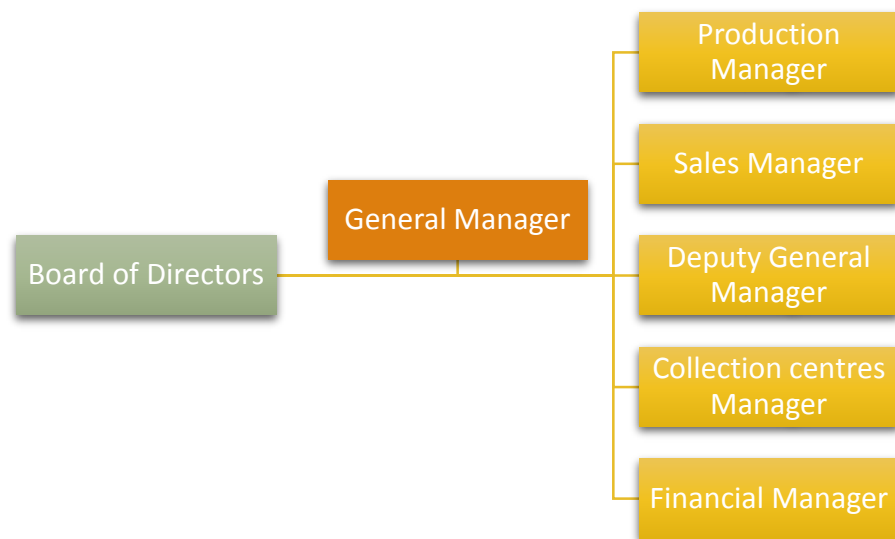 Board of Directors
General Manager
Production
Manager
Sales Manager
Deputy General
Manager
Collection centres
Manager
Financial Manager